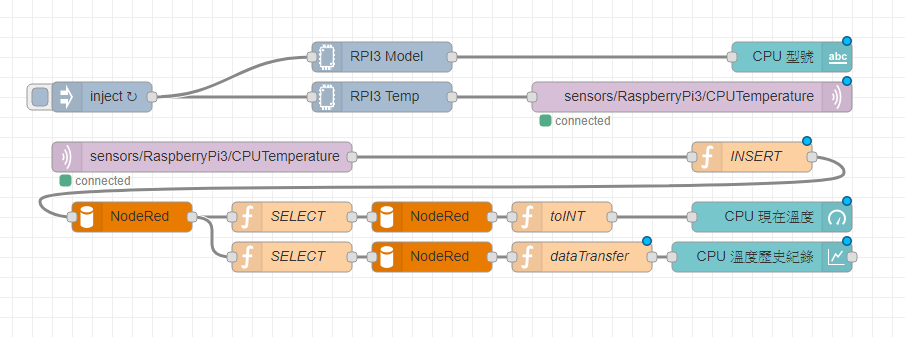 RPI3 Model
CPU 型號
abc
inject ↻
RPI3 Temp
sensors/RaspberryPi3/CPUTemperature
connected
sensors/RaspberryPi3/CPUTemperature
INSERT
connected
NodeRed
SELECT
NodeRed
toINT
CPU 現在溫度
SELECT
NodeRed
dataTransfer
CPU 溫度歷史紀錄